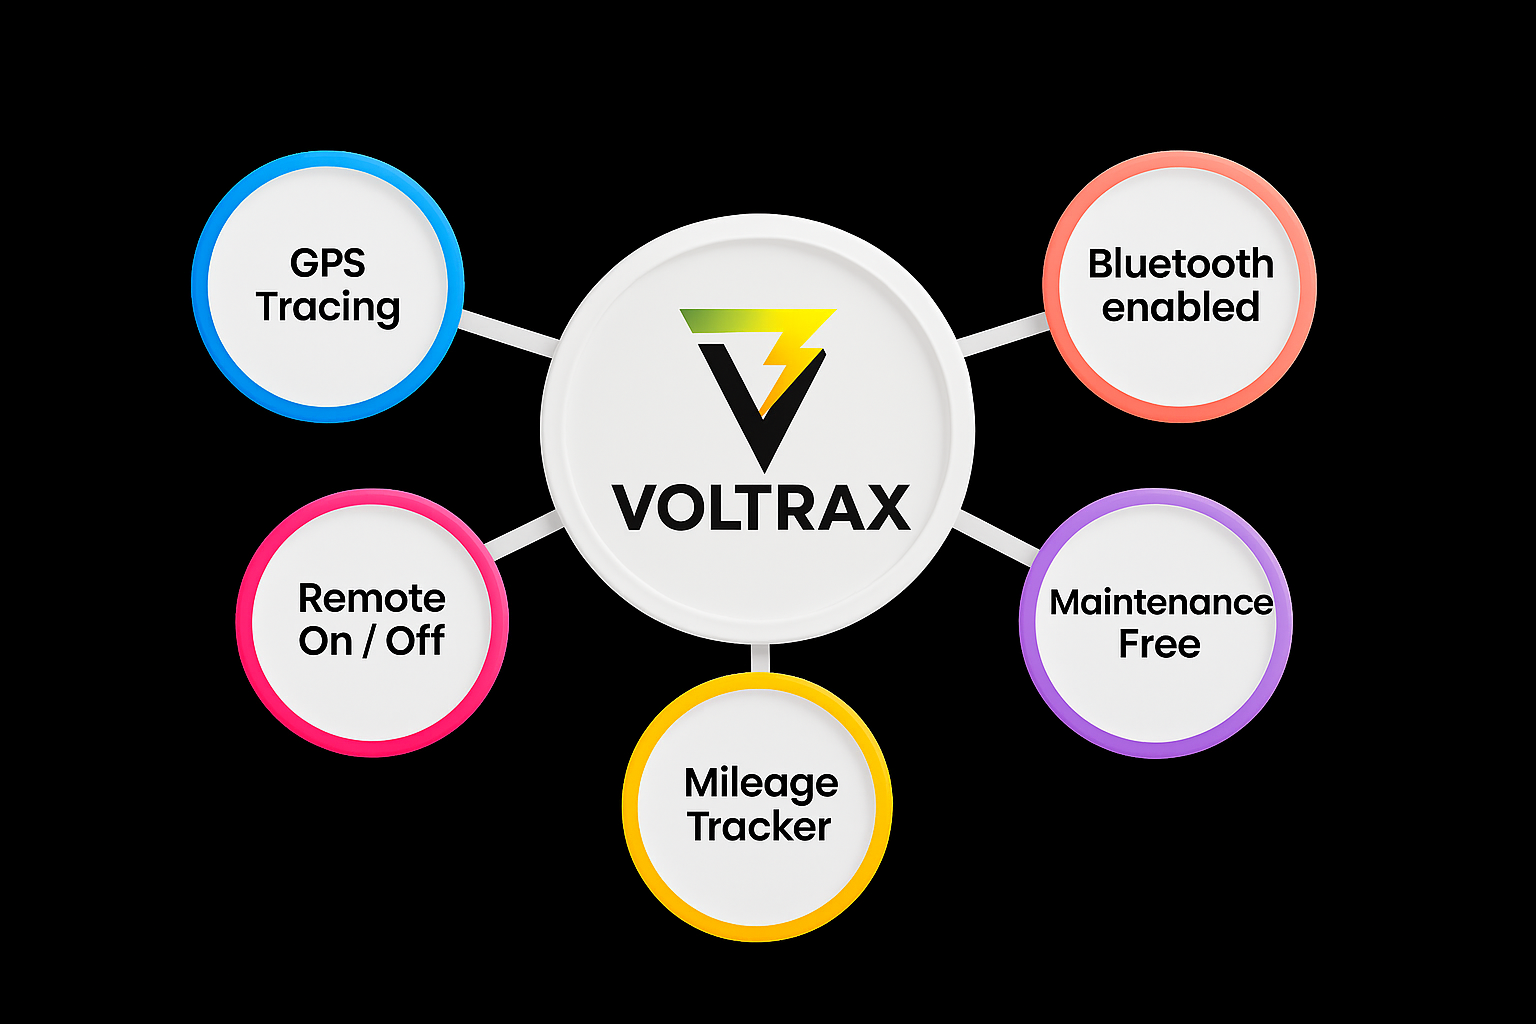 GPS
Tracing
Bluetooth
enabled
VOLTRAX
Remote
On / Off
Maintenance
Free
Mileage
Tracker